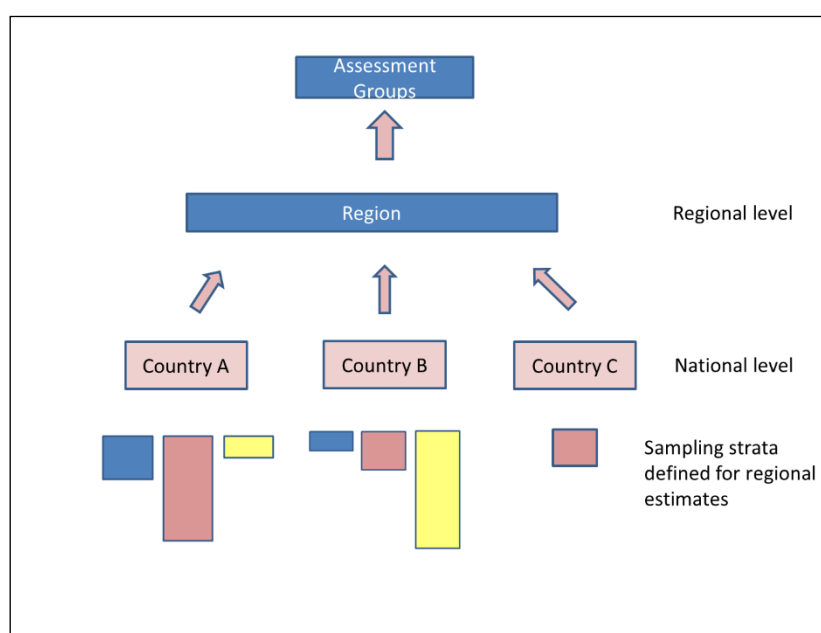 Assessment
Groups
Region
Regional level
Country A
Country B
Country C
National level
Sampling strata
defined for regional
estimates